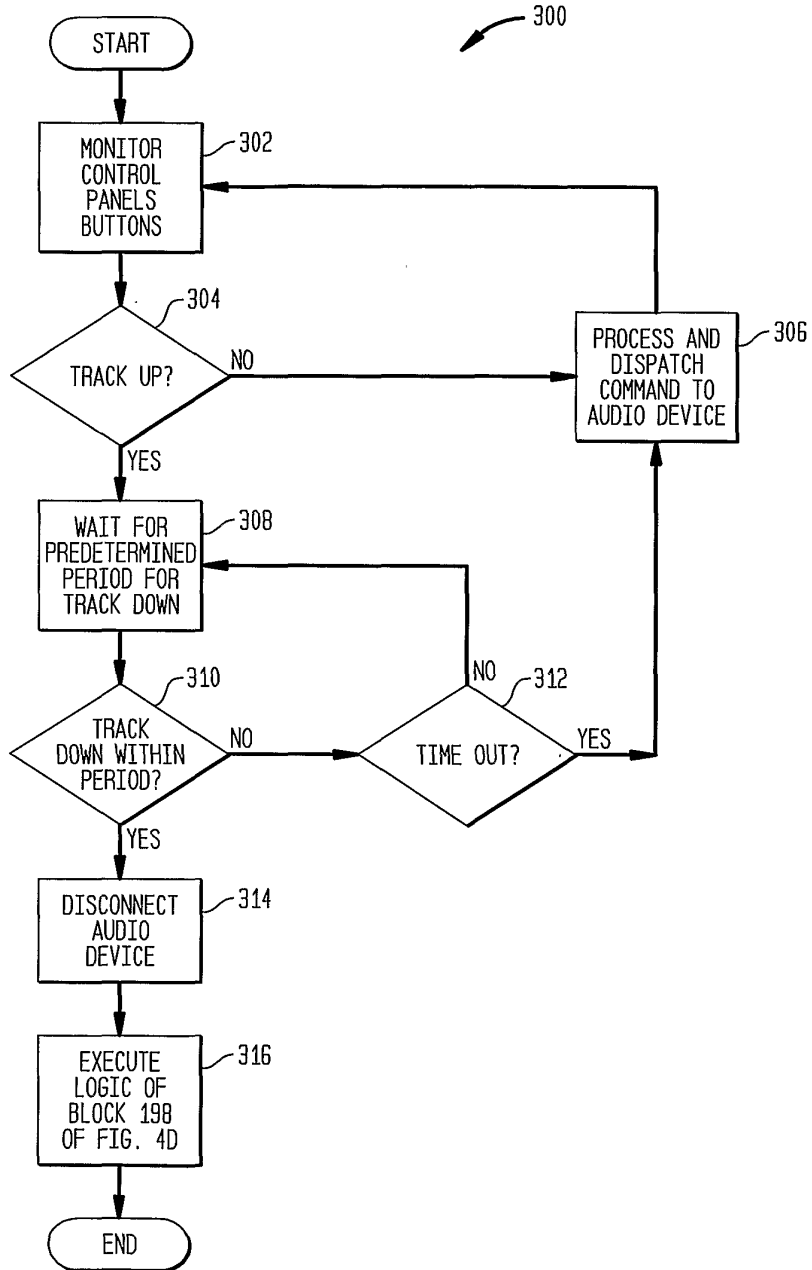 START
300
MONITOR
CONTROL
PANELS
BUTTONS
302
TRACK UP?
304
NO
YES
PROCESS AND
DISPATCH
COMMAND TO
AUDIO DEVICE
306
WAIT FOR
PREDETERMINED
PERIOD FOR
TRACK DOWN
308
TRACK
DOWN WITHIN
PERIOD?
310
NO
YES
TIME OUT?
312
NO
YES
DISCONNECT
AUDIO
DEVICE
314
EXECUTE
LOGIC OF
BLOCK 198
OF FIG. 4D
316
END